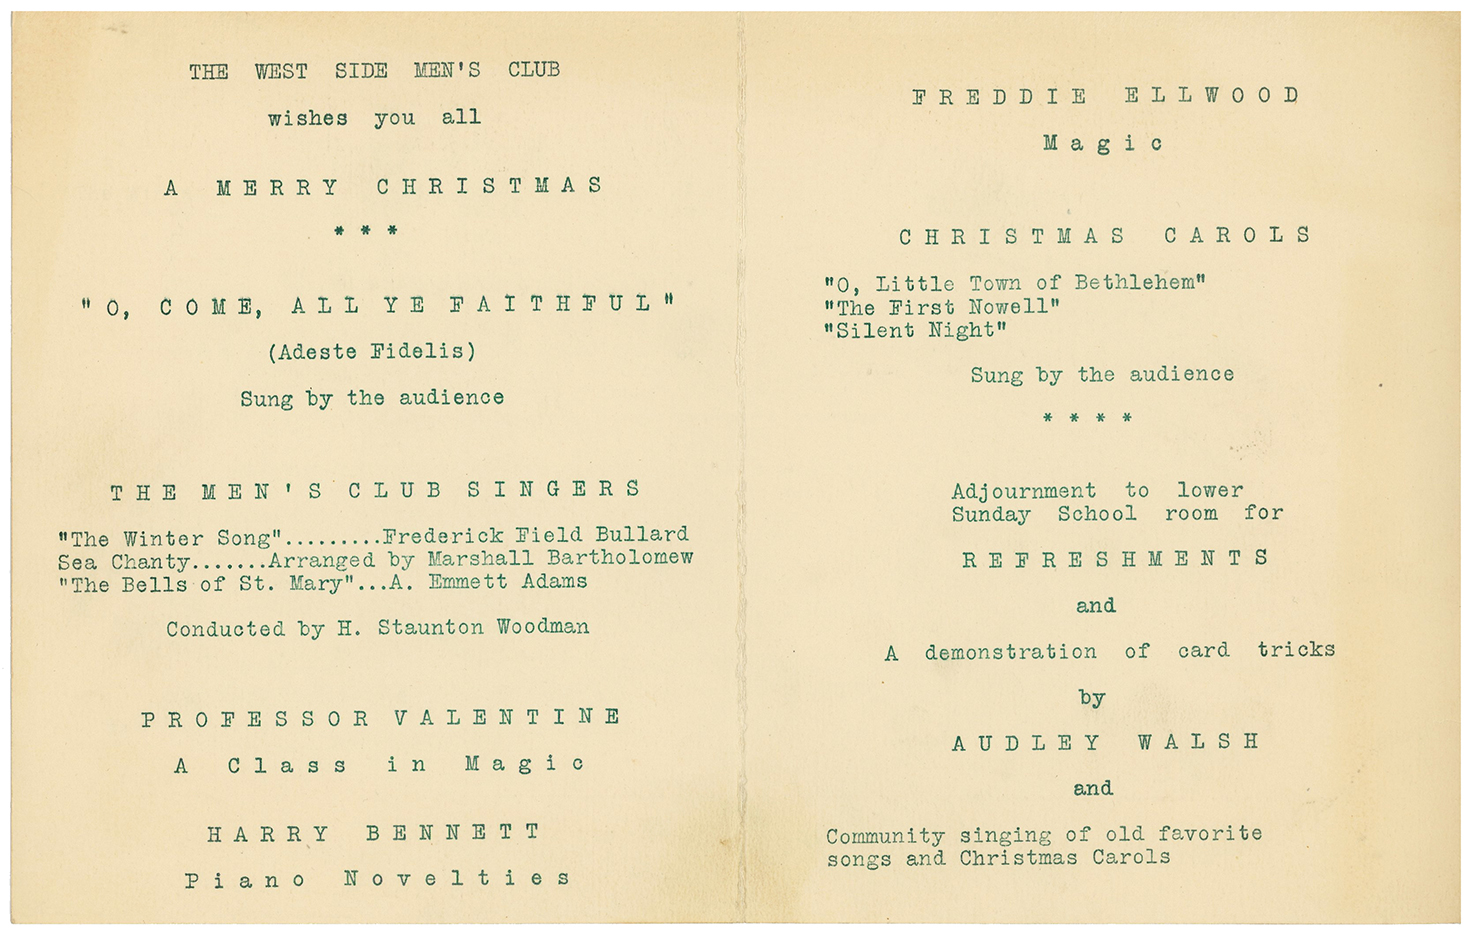 THE WEST SIDE MEN'S CLUB
wishes you all
A MERRY CHRISTMAS
* * *
"O, COME, ALL YE FAITHFUL"
(Adeste Fidelis)
Sung by the audience
THE MEN'S CLUB SINGERS
"The Winter Song".........Frederick Field Bullard
Sea Chanty.......Arranged by Marshall Bartholomew
"The Bells of St. Mary"...A. Emmett Adams
Conducted by H. Staunton Woodman
PROFESSOR VALENTINE
A Class in Magic
HARRY BENNETT
Piano Novelties
FREDDIE ELLWOOD
Magic
CHRISTMAS CAROLS
"O, Little Town of Bethlehem"
"The First Nowell"
"Silent Night"
Sung by the audience
* * * *
Adjournment to lower
Sunday School room for
REFRESHMENTS
and
A demonstration of card tricks
by
AUDLEY WALSH
and
Community singing of old favorite
songs and Christmas Carols